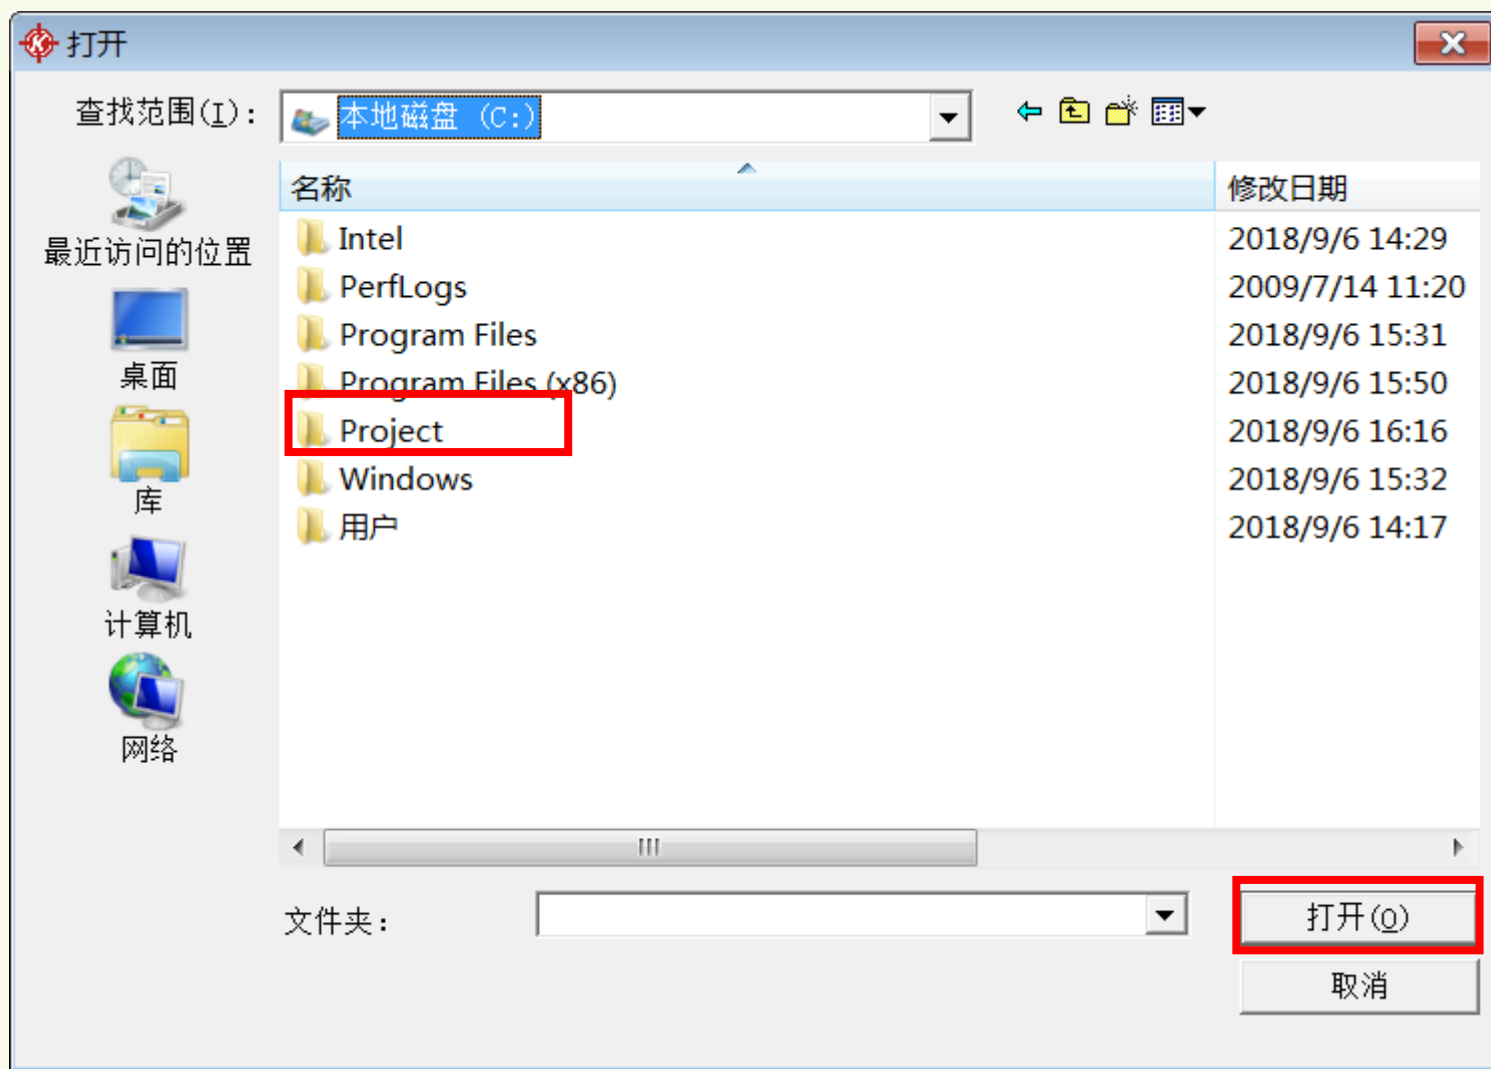 打开
查找范围(I): 本地磁盘 (C:)
名称 修改日期
Intel 2018/9/6 14:29
PerfLogs 2009/7/14 11:20
Program Files 2018/9/6 15:31
Program Files (x86) 2018/9/6 15:50
Project 2018/9/6 16:16
Windows 2018/9/6 15:32
用户 2018/9/6 14:17
最近访问的位置
桌面
库
计算机
网络
文件夹: 打开(O)
取消